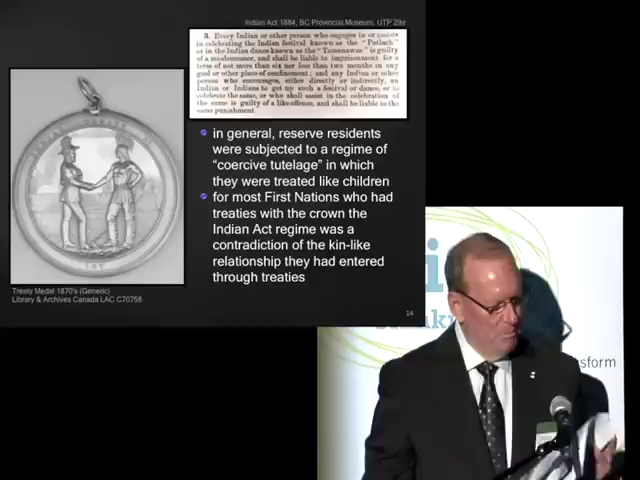 Indian Act 1884, BC Provincial Museum, UTP 29e
3. Every Indian or other person who engages in or assists
in celebrating the Indian festival known as the "Potlach"
or in the Indian dance known as the "Tamanawas" is guilty
of a misdemeanor, and shall be liable to imprisonment for a
term of not more than six nor less than two months in any
gaol or other place of confinement; and any Indian or other
person who encourages, either directly or indirectly, an
Indian or Indians to get up such a festival or dance, or to
celebrate the same, or who shall assist in the celebration of
the same is guilty of a like offence, and shall be liable to the
same punishment.
in general, reserve residents
were subjected to a regime of
"coercive tutelage" in which
they were treated like children
for most First Nations who had
treaties with the crown the
Indian Act regime was a
contradiction of the kin-like
relationship they had entered
through treaties
Treaty Medal 1870's (Generic)
Library & Archives Canada LAC C70758
14
sform